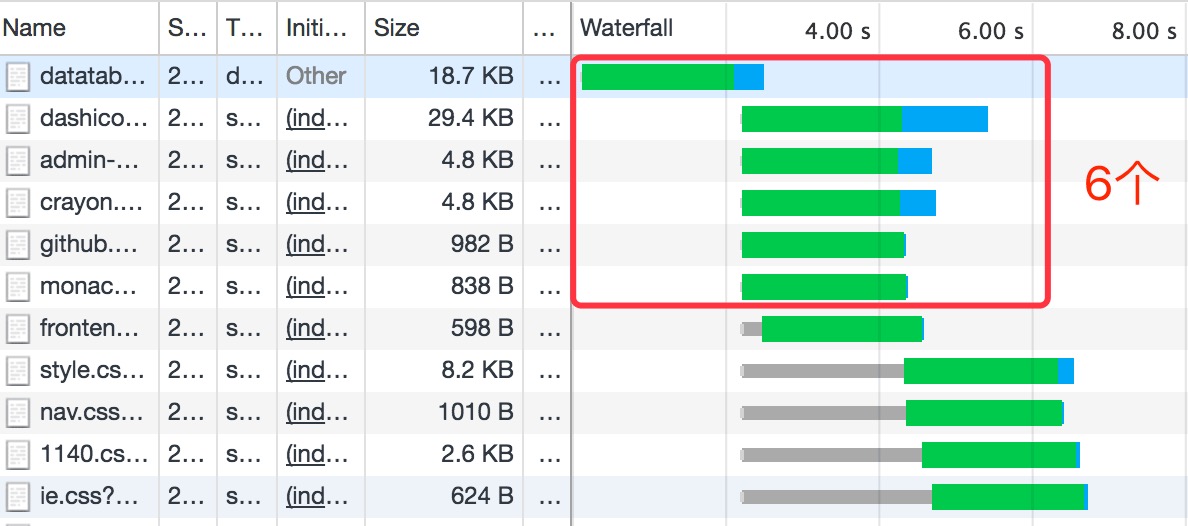 Name S... T... Initi... Size ... Waterfall 4.00 s 6.00 s 8.00 s
datatab... 2... d... Other 18.7 KB ...
dashico... 2... s... (ind... 29.4 KB ...
admin-... 2... s... (ind... 4.8 KB ...
crayon.... 2... s... (ind... 4.8 KB ...
github.... 2... s... (ind... 982 B ...
monac... 2... s... (ind... 838 B ...
fronten... 2... s... (ind... 598 B ...
style.cs... 2... s... (ind... 8.2 KB ...
nav.css... 2... s... (ind... 1010 B ...
1140.cs... 2... s... (ind... 2.6 KB ...
ie.css?... 2... s... (ind... 624 B ...
6个